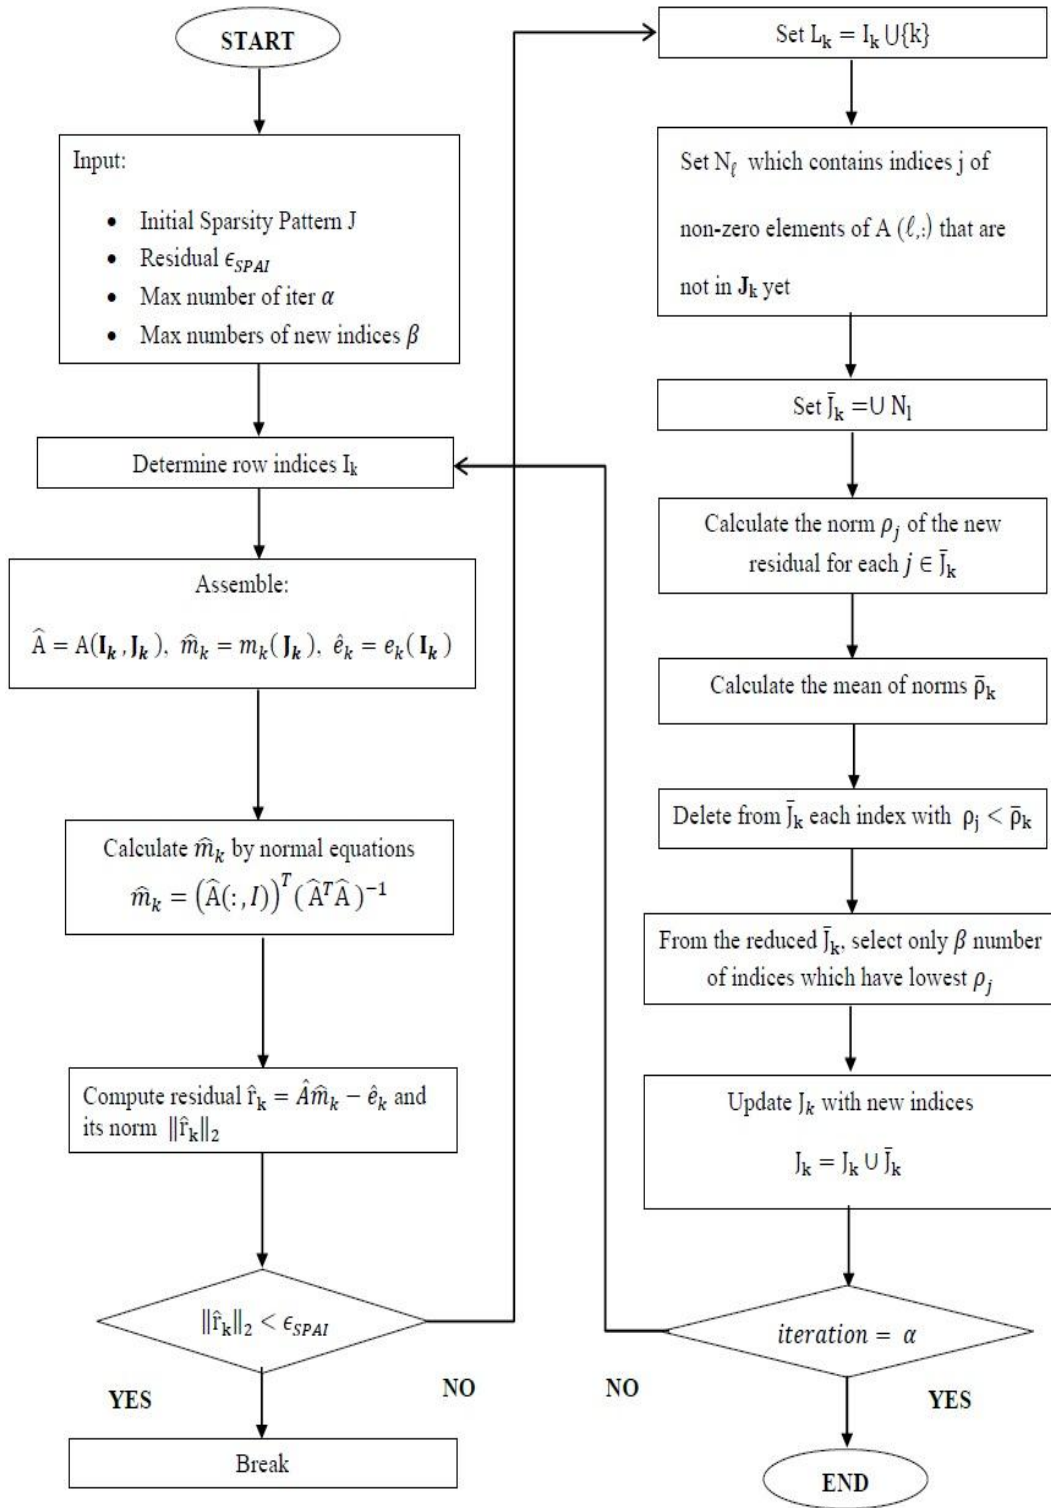 START
Input:
• Initial Sparsity Pattern J
• Residual ϵ_SPAI
• Max number of iter α
• Max numbers of new indices β
Determine row indices I_k
Assemble:
Â = A(I_k, J_k), m̂_k = m_k(J_k), ê_k = e_k(I_k)
Calculate m̂_k by normal equations
m̂_k = (Â(:, I))^T (Â^T Â)^−1
Compute residual r̂_k = Âm̂_k − ê_k and
its norm ‖r̂_k‖_2
‖r̂_k‖_2 < ϵ_SPAI
YES
NO
Break
Set L_k = I_k ∪{k}
Set N_ℓ which contains indices j of
non-zero elements of A (ℓ,:) that are
not in J_k yet
Set J̄_k =∪ N_l
Calculate the norm ρ_j of the new
residual for each j ∈ J̄_k
Calculate the mean of norms ρ̄_k
Delete from J̄_k each index with ρ_j < ρ̄_k
From the reduced J̄_k, select only β number
of indices which have lowest ρ_j
Update J_k with new indices
J_k = J_k ∪ J̄_k
iteration = α
NO
YES
END